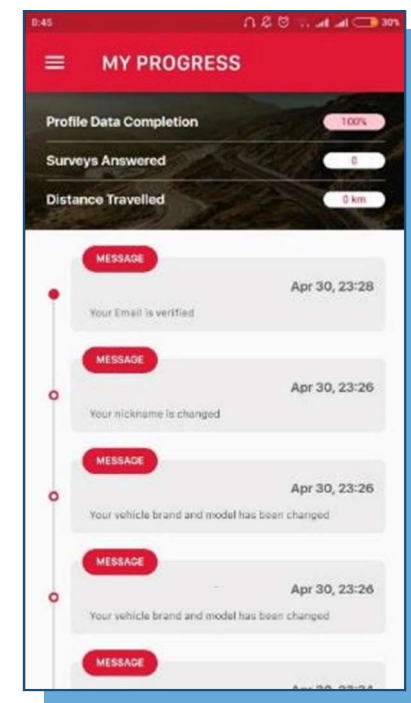 0:45
30%
MY PROGRESS
Profile Data Completion 100%
Surveys Answered 0
Distance Travelled 0 km
MESSAGE
Apr 30, 23:28
Your Email is verified
MESSAGE
Apr 30, 23:26
Your nickname is changed
MESSAGE
Apr 30, 23:26
Your vehicle brand and model has been changed
MESSAGE
Apr 30, 23:26
Your vehicle brand and model has been changed
MESSAGE